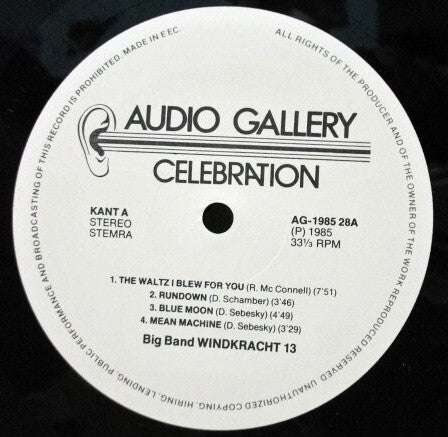 ALL RIGHTS OF THE PRODUCER AND OF THE OWNER OF THE WORK REPRODUCED RESERVED. UNAUTHORIZED COPYING, HIRING, LENDING, PUBLIC PERFORMANCE AND BROADCASTING OF THIS RECORD IS PROHIBITED. MADE IN EEC.
AUDIO GALLERY
CELEBRATION
KANT A
STEREO
STEMRA
AG-1985 28A
(P) 1985
33⅓ RPM
1. THE WALTZ I BLEW FOR YOU (R. Mc Connell) (7'51)
2. RUNDOWN (D. Schamber) (3'46)
3. BLUE MOON (D. Sebesky) (4'49)
4. MEAN MACHINE (D. Sebesky) (3'29)
Big Band WINDKRACHT 13